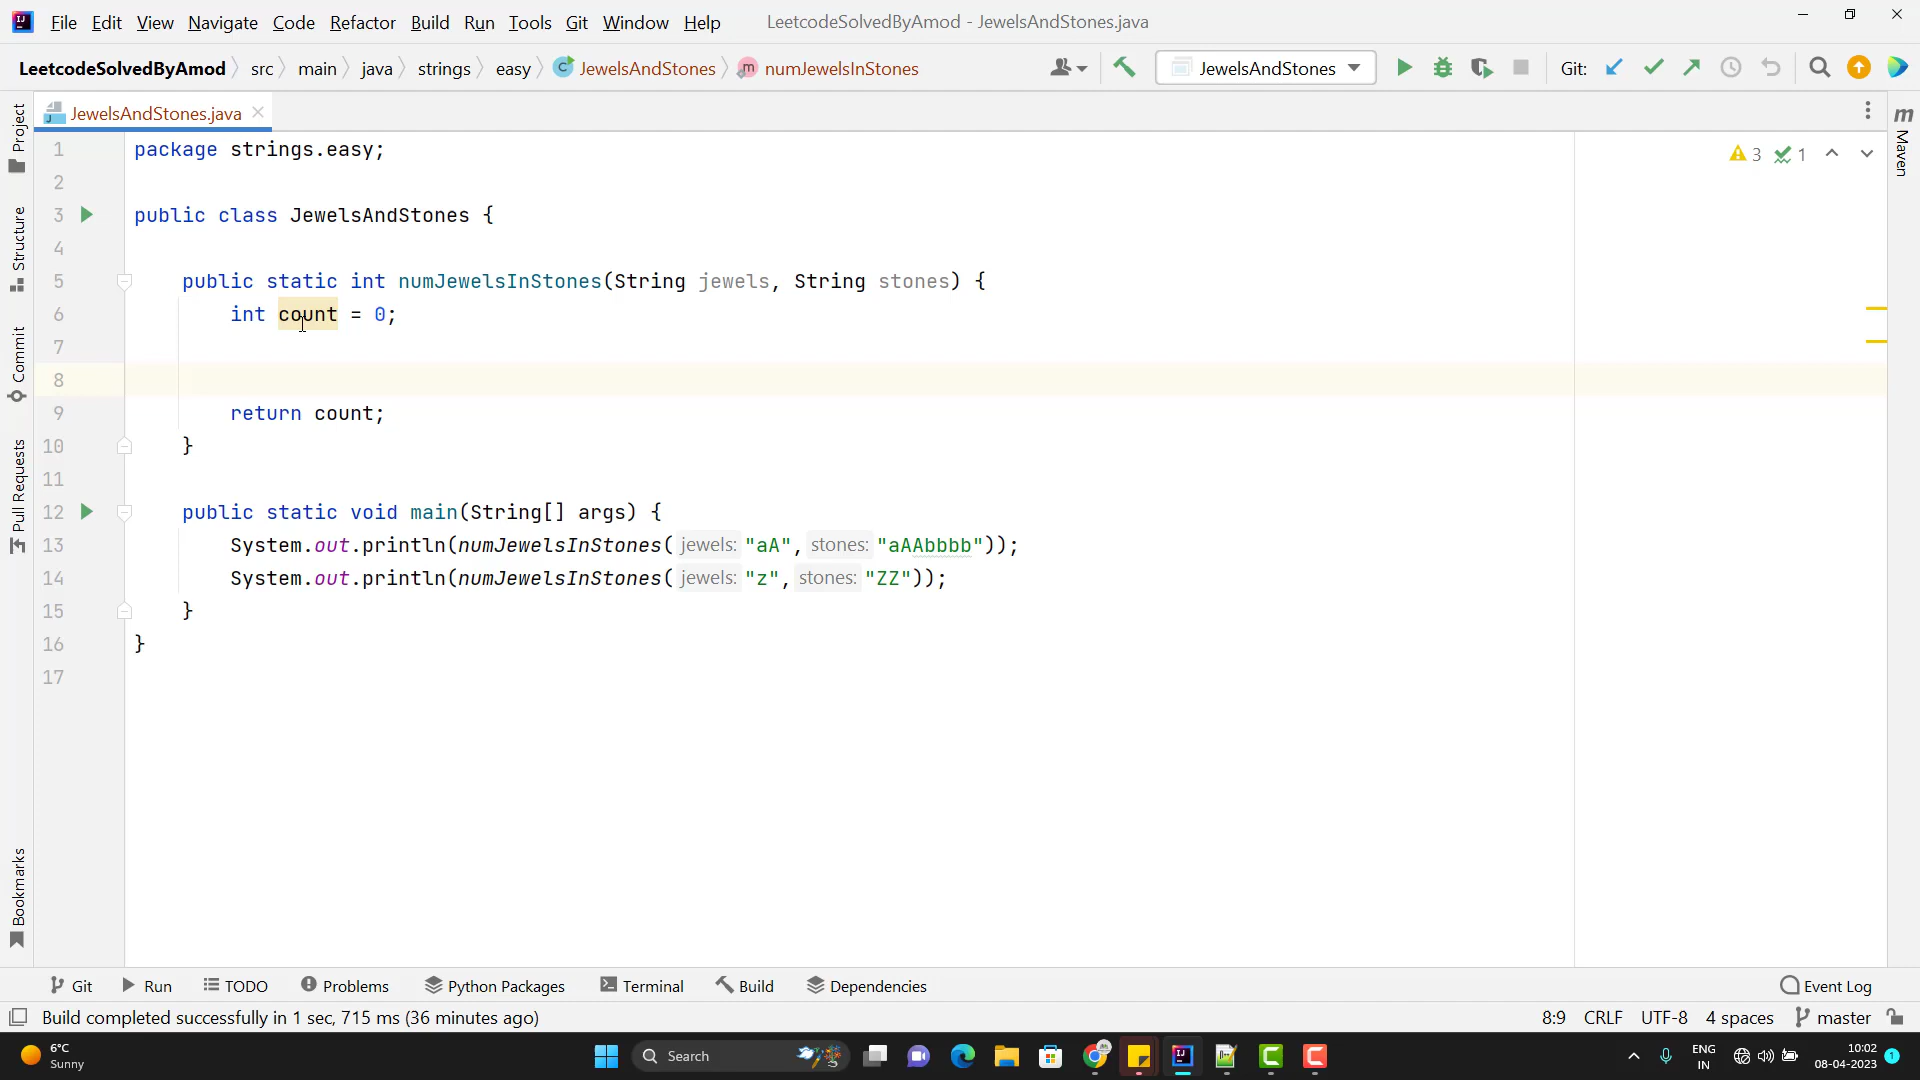 File Edit View Navigate Code Refactor Build Run Tools Git Window Help LeetcodeSolvedByAmod - JewelsAndStones.java
LeetcodeSolvedByAmod src main java strings easy JewelsAndStones numJewelsInStones JewelsAndStones Git:
JewelsAndStones.java
Project
Structure
Commit
Pull Requests
Bookmarks
m Maven
3 1
1 package strings.easy;
2
3 public class JewelsAndStones {
4
5 public static int numJewelsInStones(String jewels, String stones) {
6 int count = 0;
7
8
9 return count;
10 }
11
12 public static void main(String[] args) {
13 System.out.println(numJewelsInStones( jewels: "aA", stones: "aAAbbbb"));
14 System.out.println(numJewelsInStones( jewels: "z", stones: "ZZ"));
15 }
16 }
17
Git Run TODO Problems Python Packages Terminal Build Dependencies Event Log
Build completed successfully in 1 sec, 715 ms (36 minutes ago) 8:9 CRLF UTF-8 4 spaces master
6°C
Sunny
Search
ENG
IN
10:02
08-04-2023
1